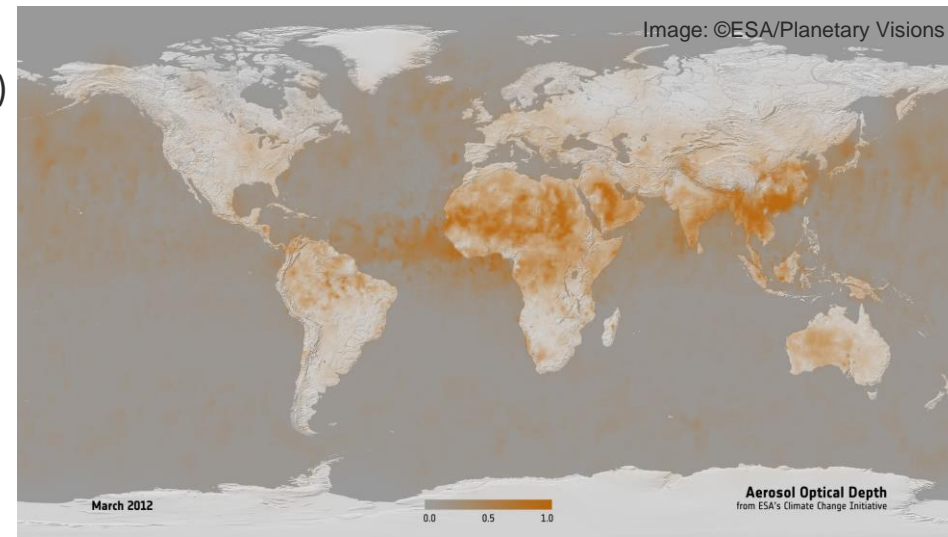 Image: ©ESA/Planetary Visions
)
March 2012
0.0 0.5 1.0
Aerosol Optical Depth
from ESA's Climate Change Initiative